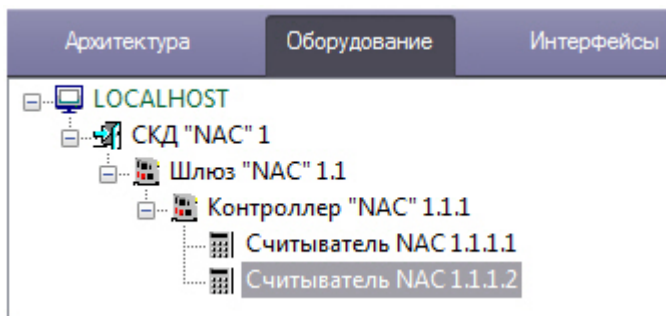 Архитектура Оборудование Интерфейсы
LOCALHOST
СКД "NAC" 1
Шлюз "NAC" 1.1
Контроллер "NAC" 1.1.1
Считыватель NAC 1.1.1.1
Считыватель NAC 1.1.1.2